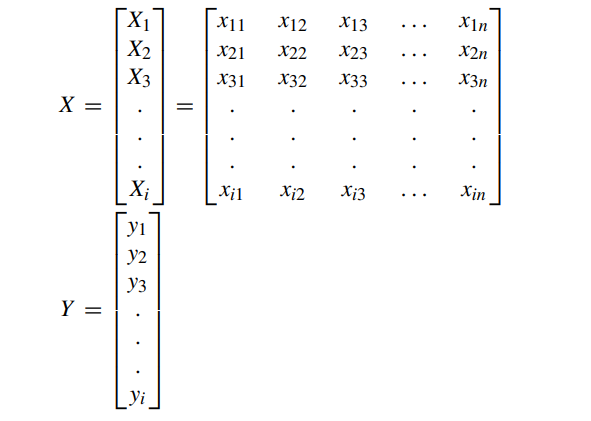 X = [X₁] = [x₁₁ x₁₂ x₁₃ ... x₁ₙ]
X₂ x₂₁ x₂₂ x₂₃ ... x₂ₙ
X₃ x₃₁ x₃₂ x₃₃ ... x₃ₙ
. . . . . .
. . . . . .
. . . . . .
Xᵢ xᵢ₁ xᵢ₂ xᵢ₃ ... xᵢₙ
Y = [y₁]
y₂
y₃
.
.
.
yᵢ